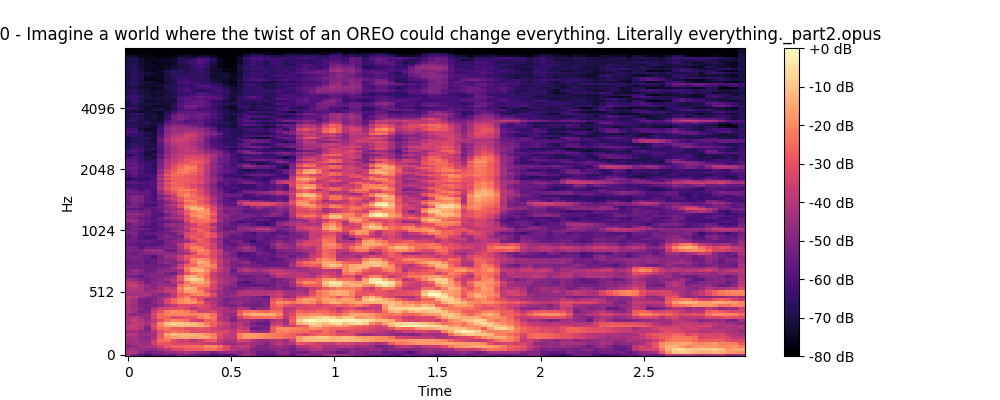 0 - Imagine a world where the twist of an OREO could change everything. Literally everything._part2.opus
Hz
4096
2048
1024
512
0
0
0.5
1
1.5
2
2.5
Time
+0 dB
-10 dB
-20 dB
-30 dB
-40 dB
-50 dB
-60 dB
-70 dB
-80 dB